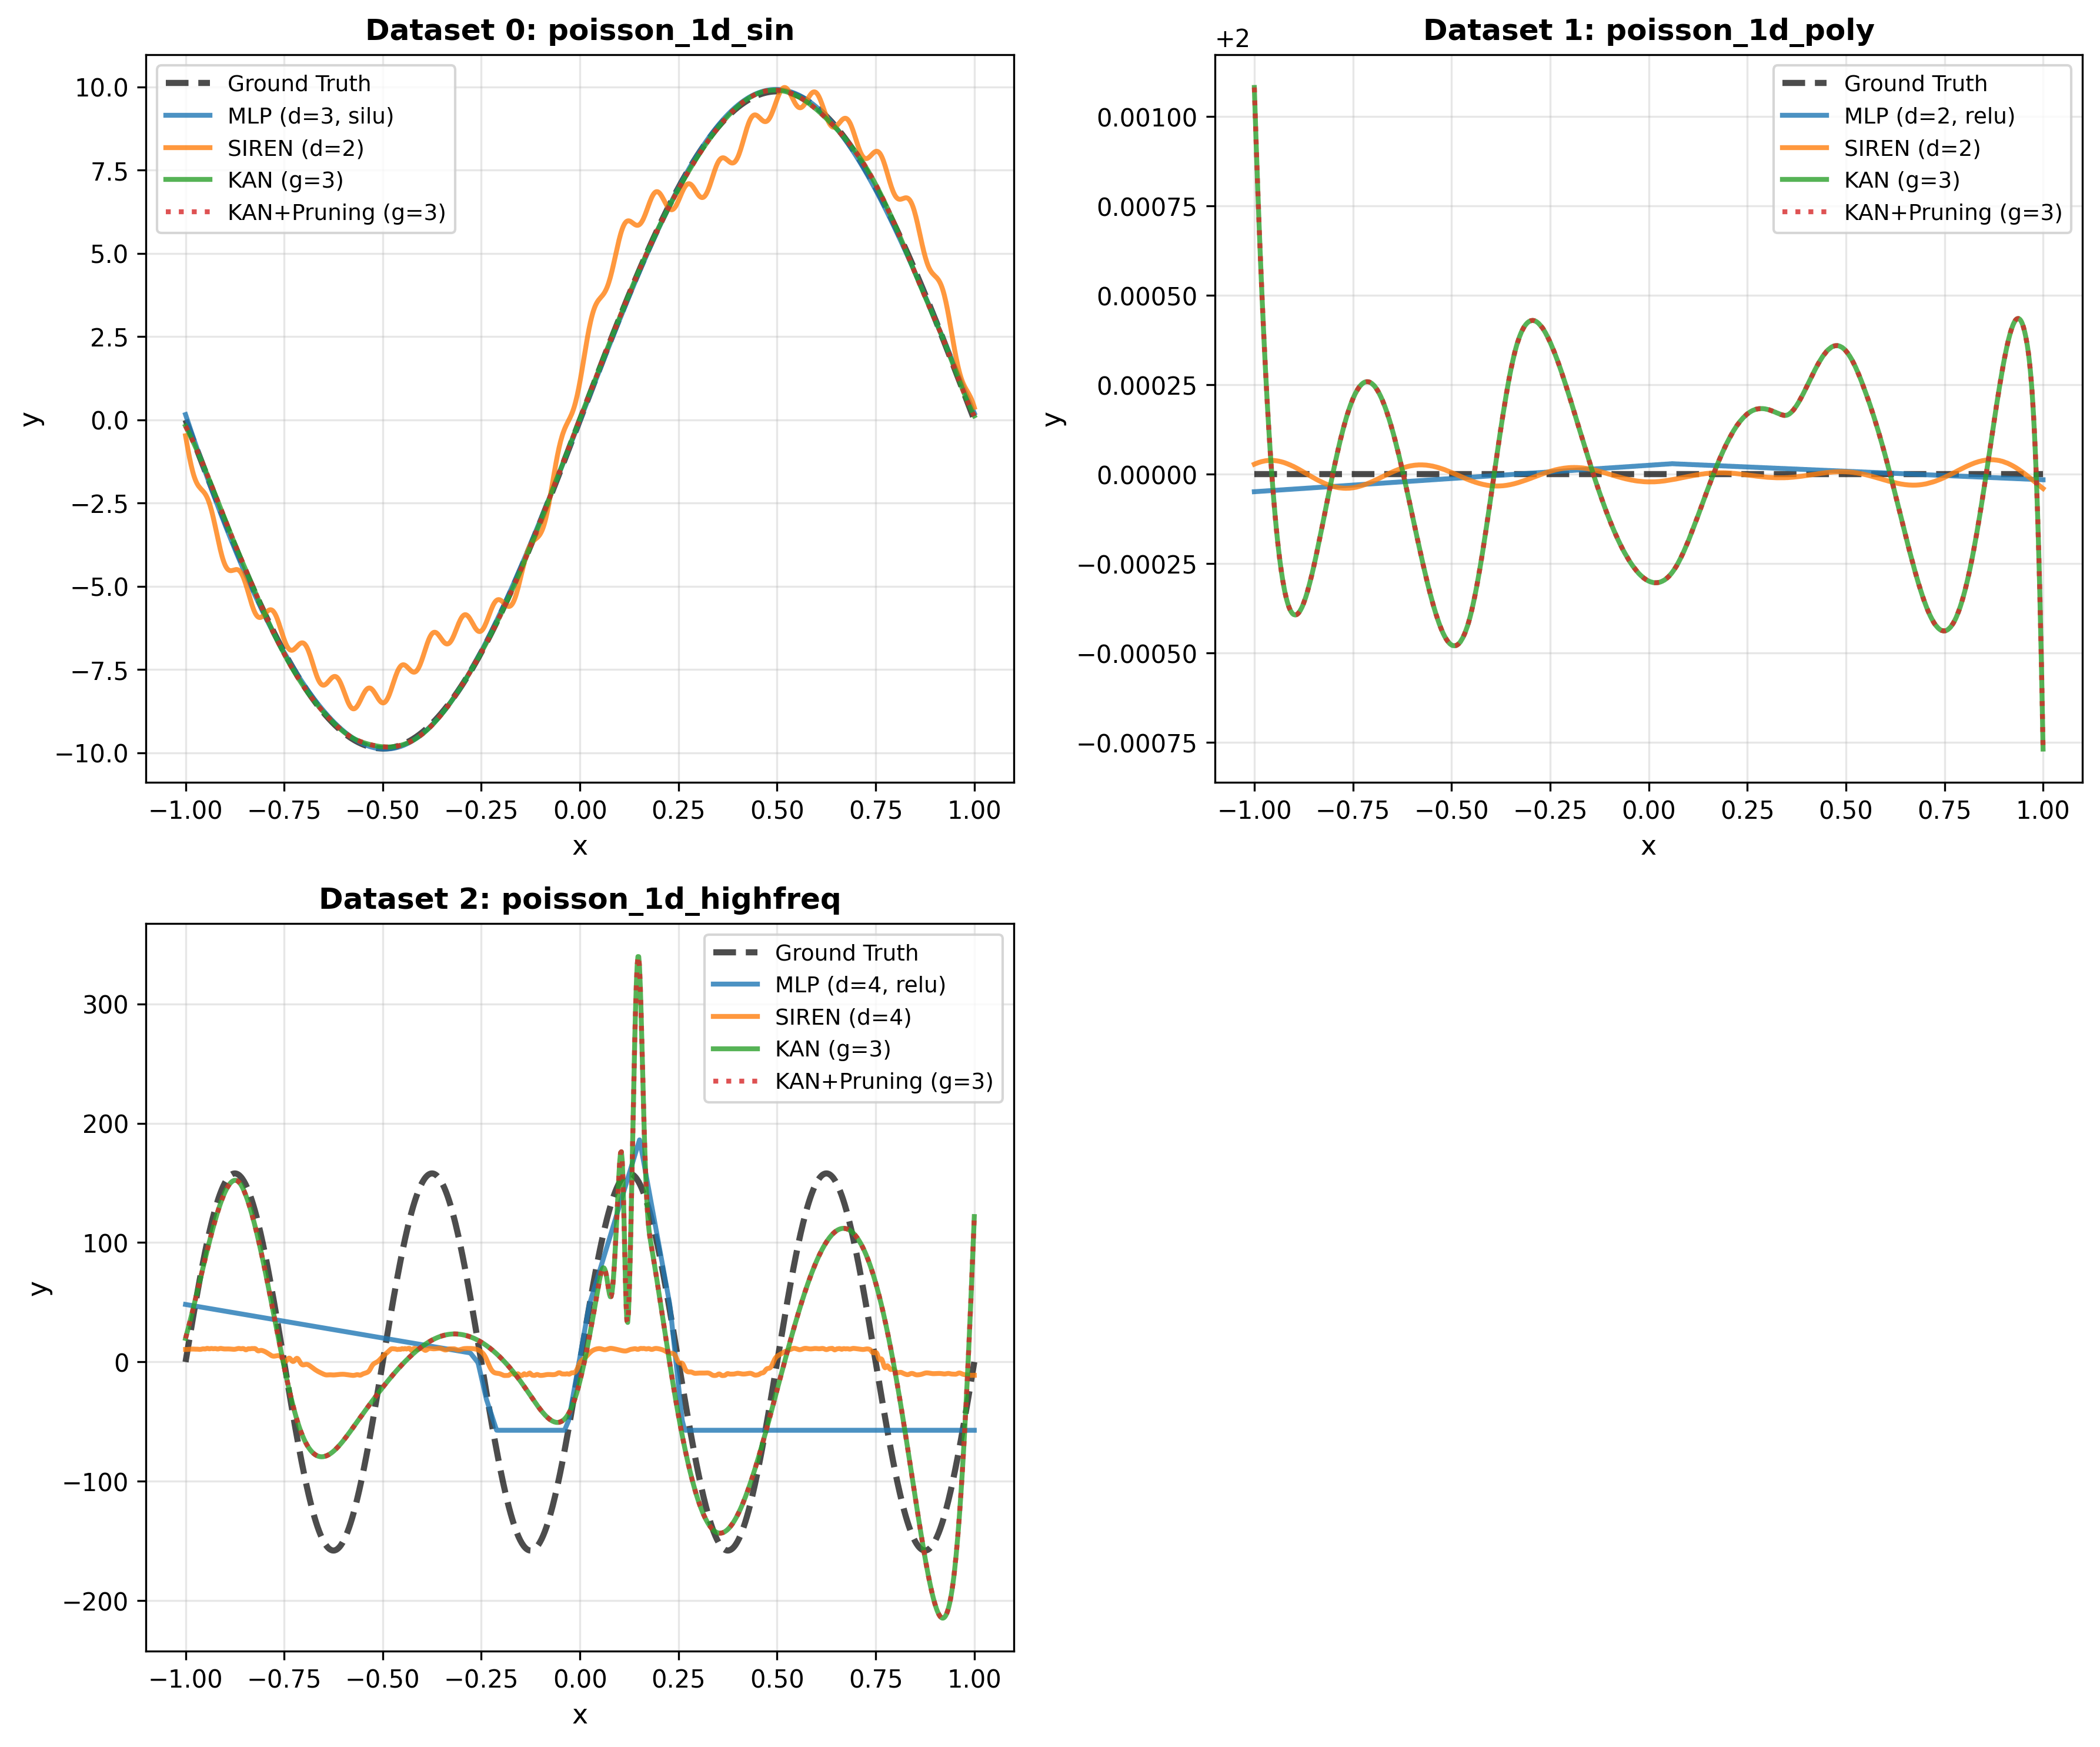 Dataset 0: poisson_1d_sin
10.0
7.5
5.0
2.5
0.0
−2.5
−5.0
−7.5
−10.0
y
Ground Truth
MLP (d=3, silu)
SIREN (d=2)
KAN (g=3)
KAN+Pruning (g=3)
−1.00 −0.75 −0.50 −0.25 0.00 0.25 0.50 0.75 1.00
x
Dataset 1: poisson_1d_poly
+2
0.00100
0.00075
0.00050
0.00025
0.00000
−0.00025
−0.00050
−0.00075
y
Ground Truth
MLP (d=2, relu)
SIREN (d=2)
KAN (g=3)
KAN+Pruning (g=3)
−1.00 −0.75 −0.50 −0.25 0.00 0.25 0.50 0.75 1.00
x
Dataset 2: poisson_1d_highfreq
300
200
100
0
−100
−200
y
Ground Truth
MLP (d=4, relu)
SIREN (d=4)
KAN (g=3)
KAN+Pruning (g=3)
−1.00 −0.75 −0.50 −0.25 0.00 0.25 0.50 0.75 1.00
x